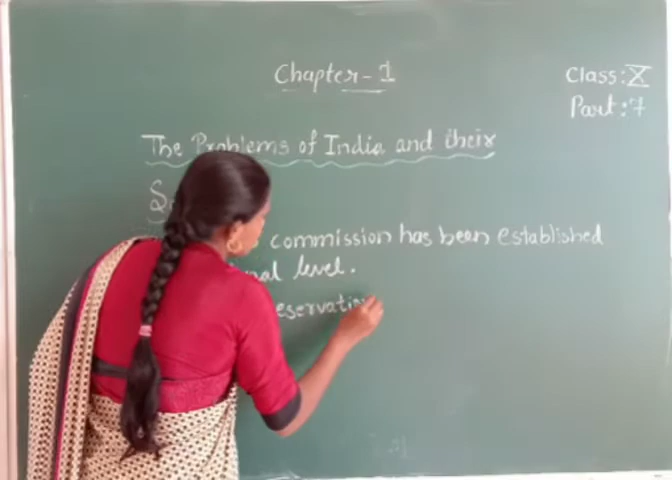 Chapter-1
Class: X
Part: 7
The Problems of India and their
commission has been established
level.